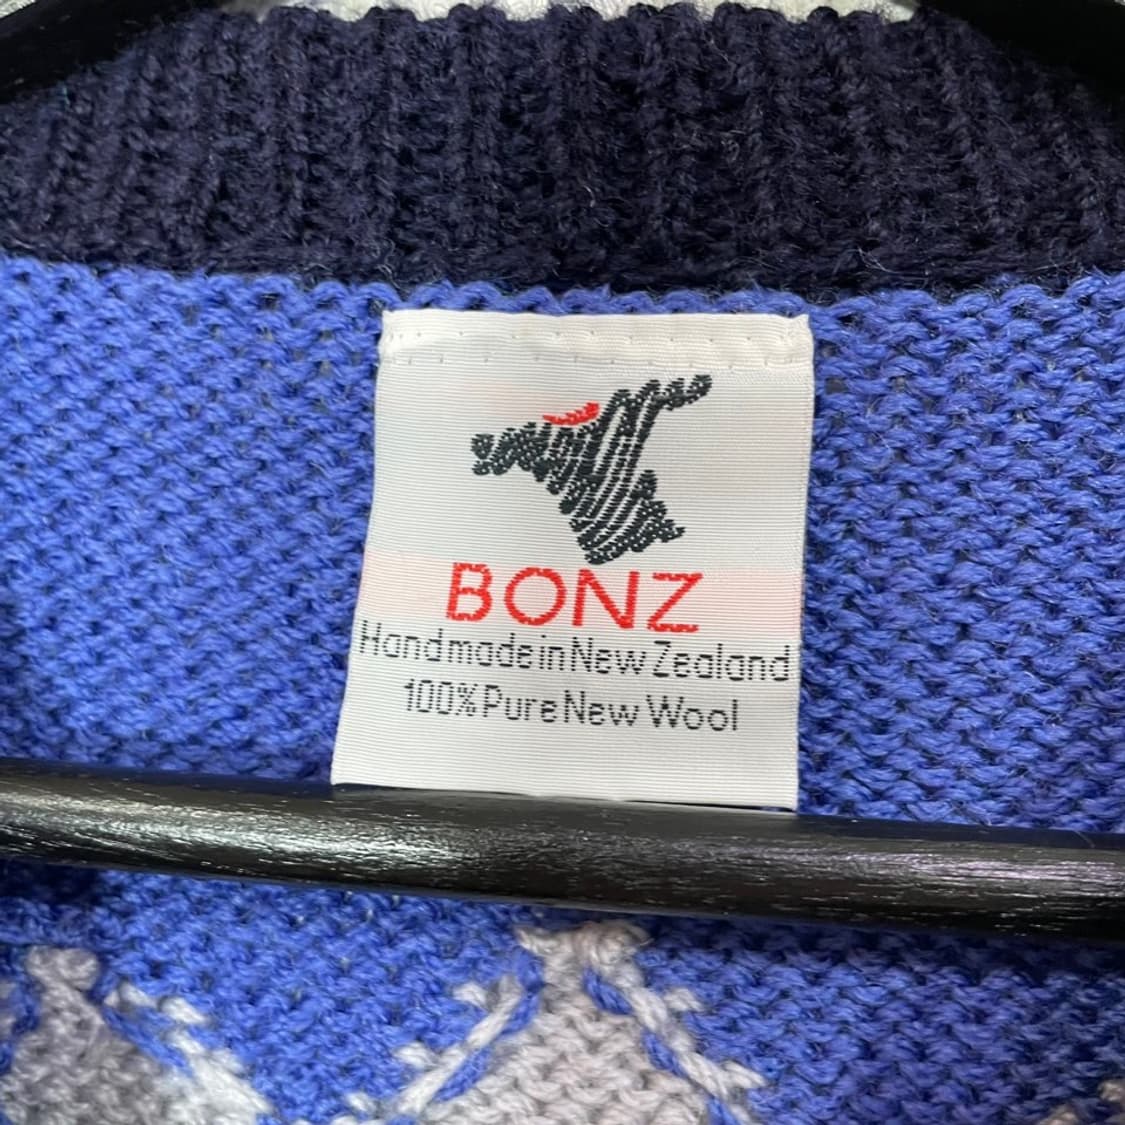 BONZ
Handmade in New Zealand
100% Pure New Wool